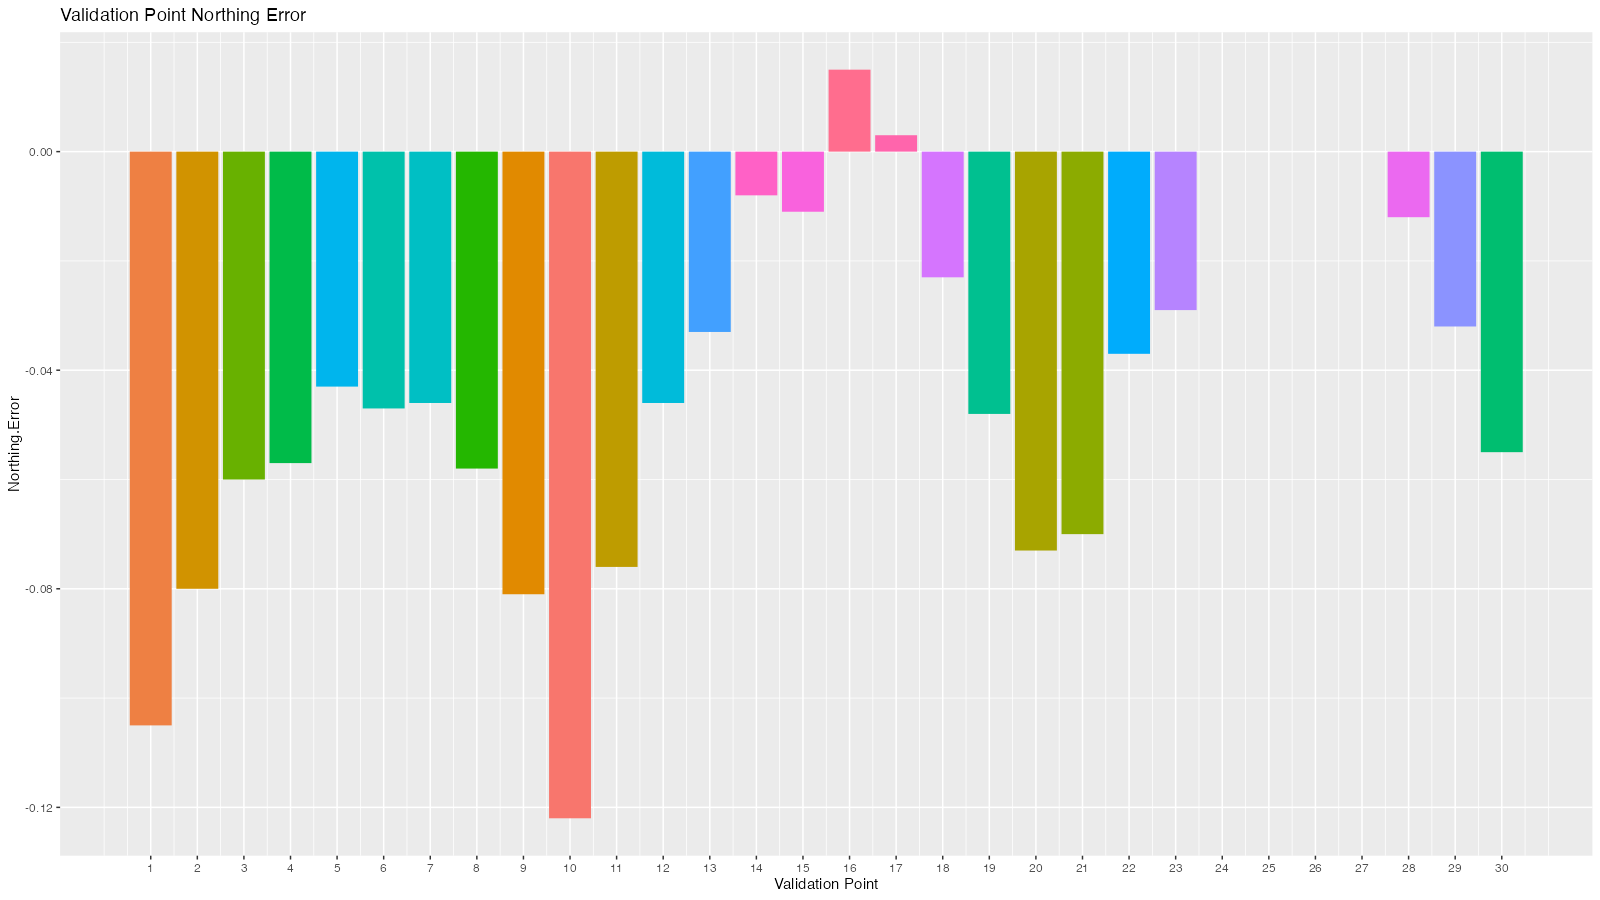 Validation Point Northing Error
0.00
-0.04
-0.08
-0.12
Northing.Error
1 2 3 4 5 6 7 8 9 10 11 12 13 14 15 16 17 18 19 20 21 22 23 24 25 26 27 28 29 30
Validation Point